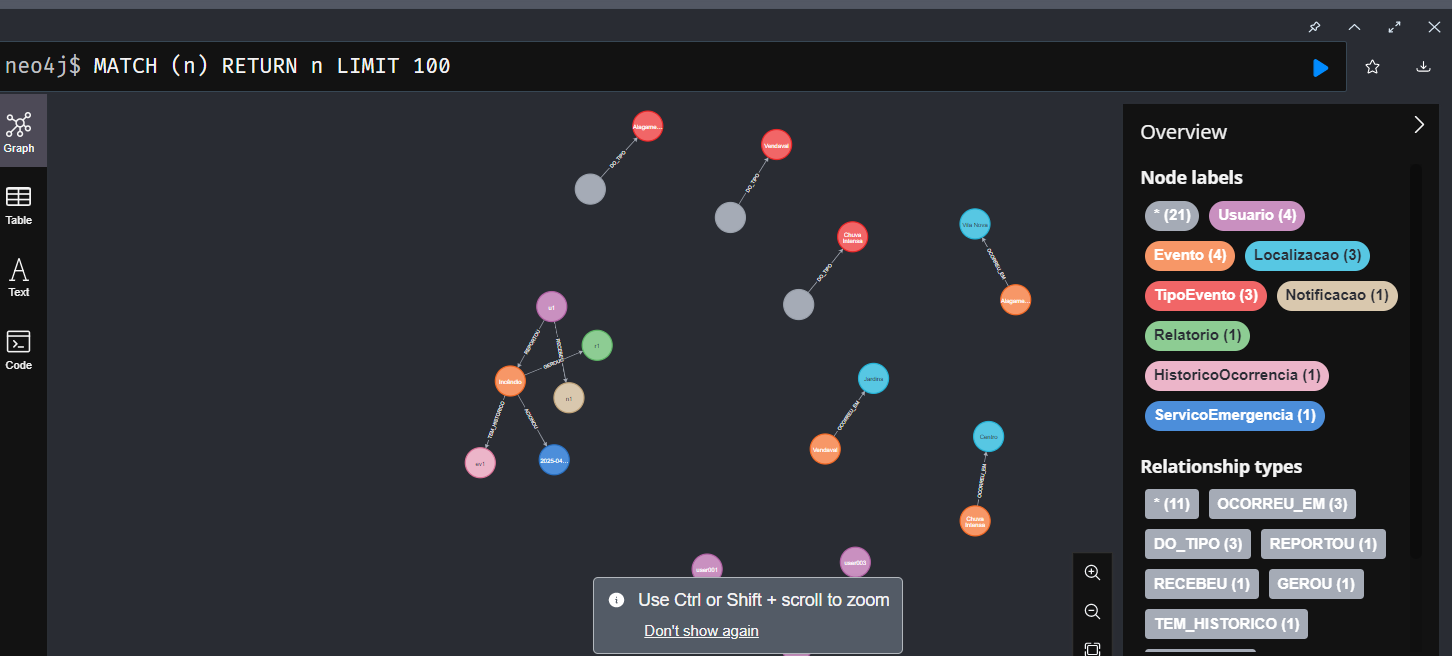 neo4j$ MATCH (n) RETURN n LIMIT 100
Graph
Table
Text
Code
Alagame...
DO_TIPO
Vendaval
DO_TIPO
Chuva
Intensa
DO_TIPO
Vila Nova
OCORREU_EM
Alagame...
u1
REPORTOU
RECEBEU
r1
GEROU
Incêndio
n1
TEM_HISTORICO
ACIONOU
ev1
2025-04...
Jardins
OCORREU_EM
Vendaval
Centro
OCORREU_EM
Chuva
Intensa
user001
user003
Use Ctrl or Shift + scroll to zoom
Don't show again
Overview
Node labels
* (21) Usuario (4)
Evento (4) Localizacao (3)
TipoEvento (3) Notificacao (1)
Relatorio (1)
HistoricoOcorrencia (1)
ServicoEmergencia (1)
Relationship types
* (11) OCORREU_EM (3)
DO_TIPO (3) REPORTOU (1)
RECEBEU (1) GEROU (1)
TEM_HISTORICO (1)